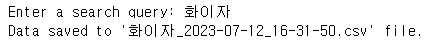 Enter a search query: 화이자
Data saved to '화이자_2023-07-12_16-31-50.csv' file.